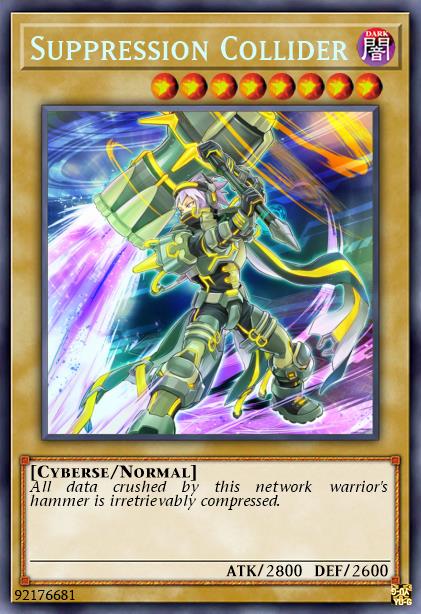 SUPPRESSION COLLIDER
DARK
闇
[CYBERSE/NORMAL]
All data crushed by this network warrior's
hammer is irretrievably compressed.
ATK/2800 DEF/2600
92176681